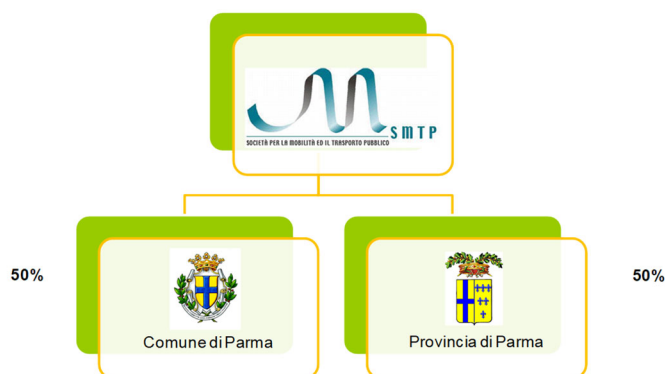 SMTP
SOCIETÀ PER LA MOBILITÀ ED IL TRASPORTO PUBBLICO
50%
Comune di Parma
Provincia di Parma
50%